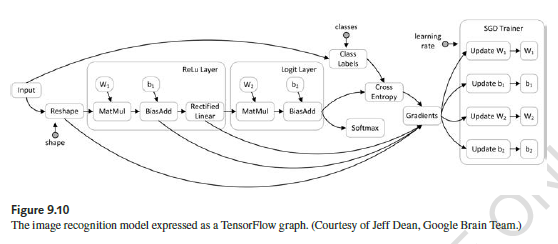 classes
learning
rate
SGD Trainer
Class
Labels
Update W₁
W₁
ReLu Layer
Logit Layer
W₁
b₁
W₂
b₂
Cross
Entropy
Update b₁
b₁
Input
Reshape
MatMul
BiasAdd
Rectified
Linear
MatMul
BiasAdd
Gradients
Update W₂
W₂
Softmax
shape
Update b₂
b₂
Figure 9.10
The image recognition model expressed as a TensorFlow graph. (Courtesy of Jeff Dean, Google Brain Team.)